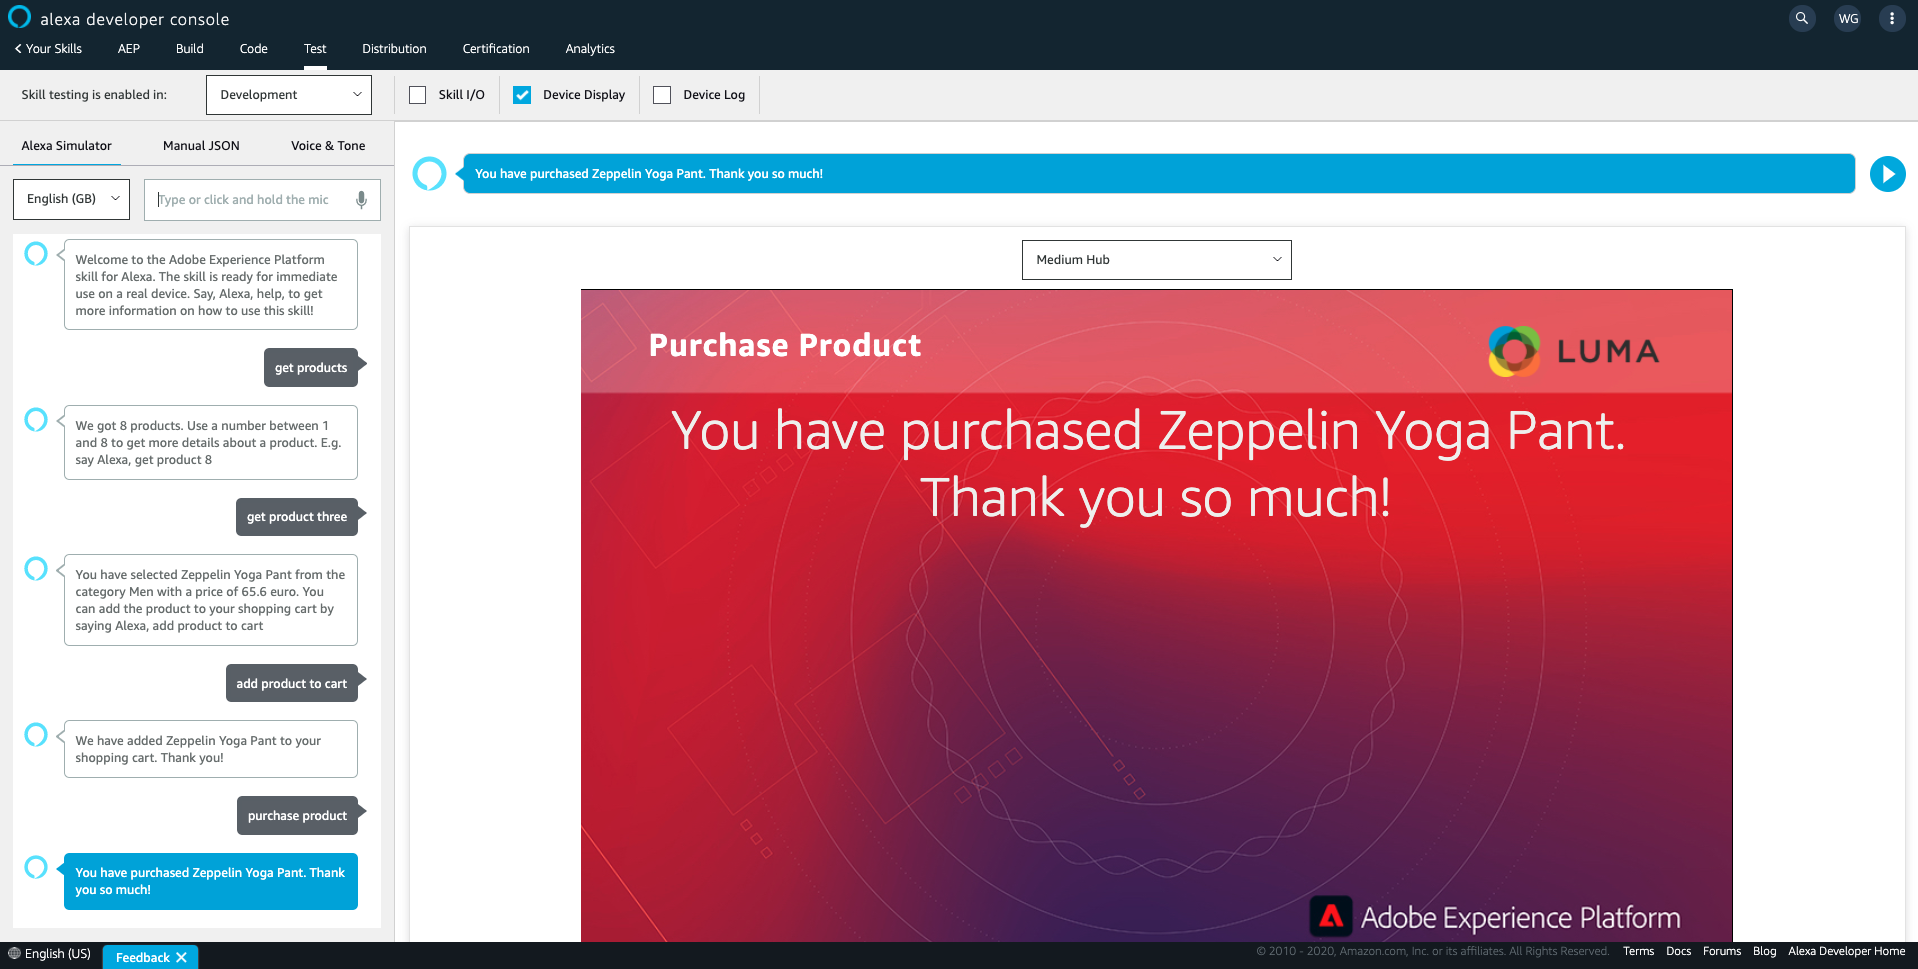 alexa developer console
WG
Your Skills AEP Build Code Test Distribution Certification Analytics
Skill testing is enabled in: Development Skill I/O Device Display Device Log
Alexa Simulator Manual JSON Voice & Tone
English (GB) Type or click and hold the mic
Welcome to the Adobe Experience Platform
skill for Alexa. The skill is ready for immediate
use on a real device. Say, Alexa, help, to get
more information on how to use this skill!
get products
We got 8 products. Use a number between 1
and 8 to get more details about a product. E.g.
say Alexa, get product 8
get product three
You have selected Zeppelin Yoga Pant from the
category Men with a price of 65.6 euro. You
can add the product to your shopping cart by
saying Alexa, add product to cart
add product to cart
We have added Zeppelin Yoga Pant to your
shopping cart. Thank you!
purchase product
You have purchased Zeppelin Yoga Pant. Thank
you so much!
You have purchased Zeppelin Yoga Pant. Thank you so much!
Medium Hub
Purchase Product
LUMA
You have purchased Zeppelin Yoga Pant.
Thank you so much!
Adobe Experience Platform
English (US) Feedback
© 2010 - 2020, Amazon.com, Inc. or its affiliates. All Rights Reserved. Terms Docs Forums Blog Alexa Developer Home